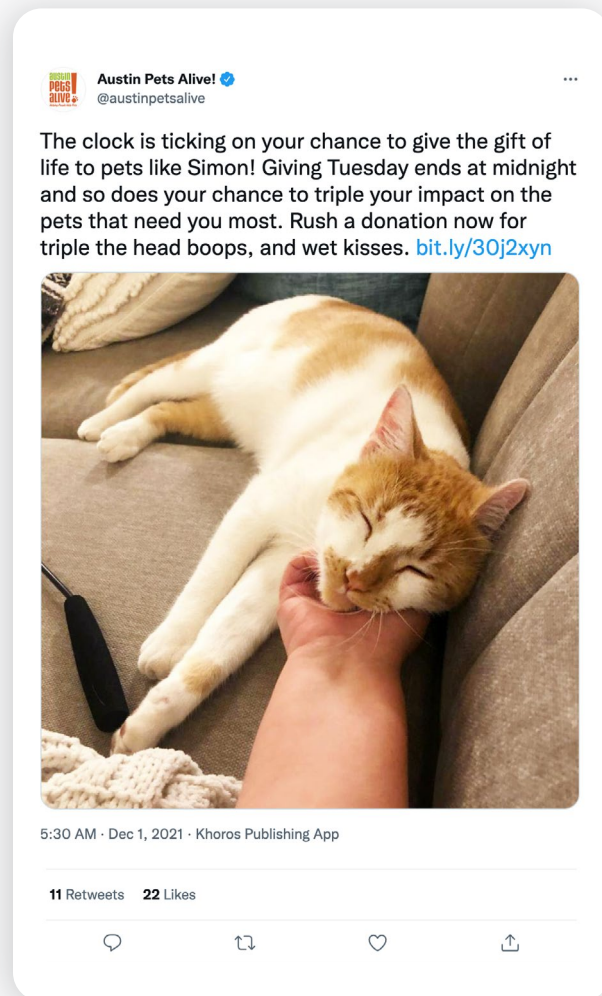 AUSTIN
PETS
ALIVE!
Austin Pets Alive!
@austinpetsalive
The clock is ticking on your chance to give the gift of
life to pets like Simon! Giving Tuesday ends at midnight
and so does your chance to triple your impact on the
pets that need you most. Rush a donation now for
triple the head boops, and wet kisses. bit.ly/30j2xyn
5:30 AM · Dec 1, 2021 · Khoros Publishing App
11 Retweets 22 Likes